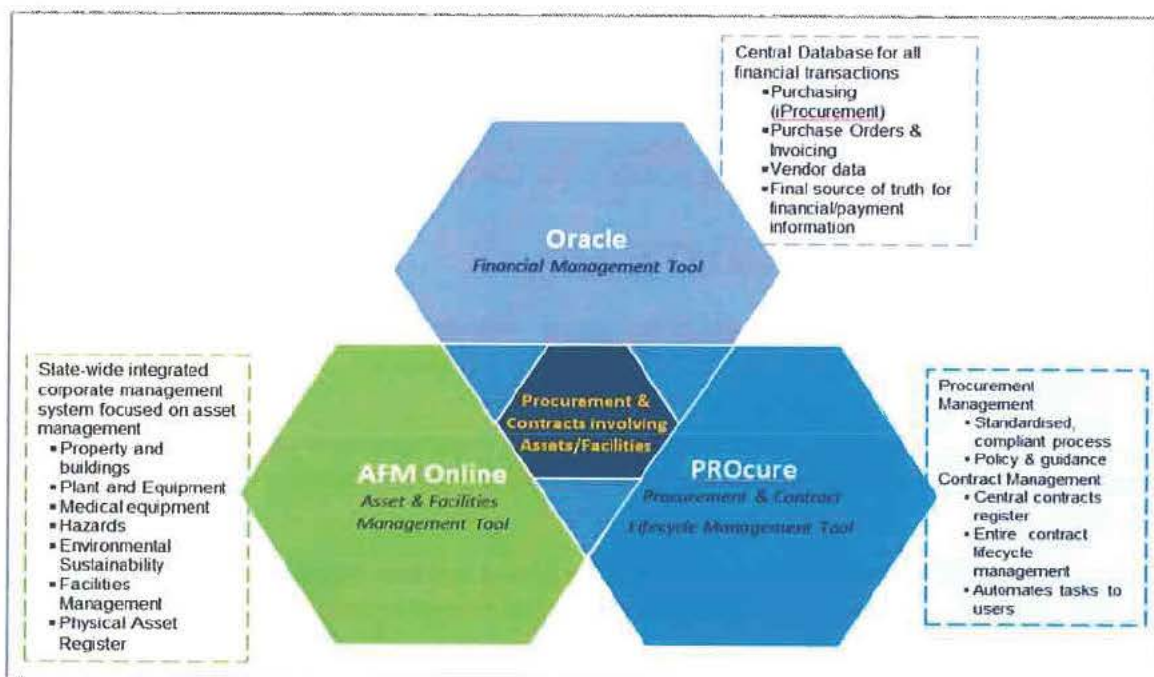 Central Database for all
financial transactions
▪Purchasing
(iProcurement)
▪Purchase Orders &
Invoicing
▪Vendor data
▪Final source of truth for
financial/payment
information
Oracle
Financial Management Tool
State-wide integrated
corporate management
system focused on asset
management
▪Property and
buildings
▪Plant and Equipment
▪Medical equipment
▪Hazards
▪Environmental
Sustainability
▪Facilities
Management
▪Physical Asset
Register
Procurement &
Contracts involving
Assets/Facilities
AFM Online
Asset & Facilities
Management Tool
PROcure
Procurement & Contract
Lifecycle Management Tool
Procurement
Management
▪Standardised,
compliant process
▪Policy & guidance
Contract Management
▪Central contracts
register
▪Entire contract
lifecycle
management
▪Automates tasks to
users